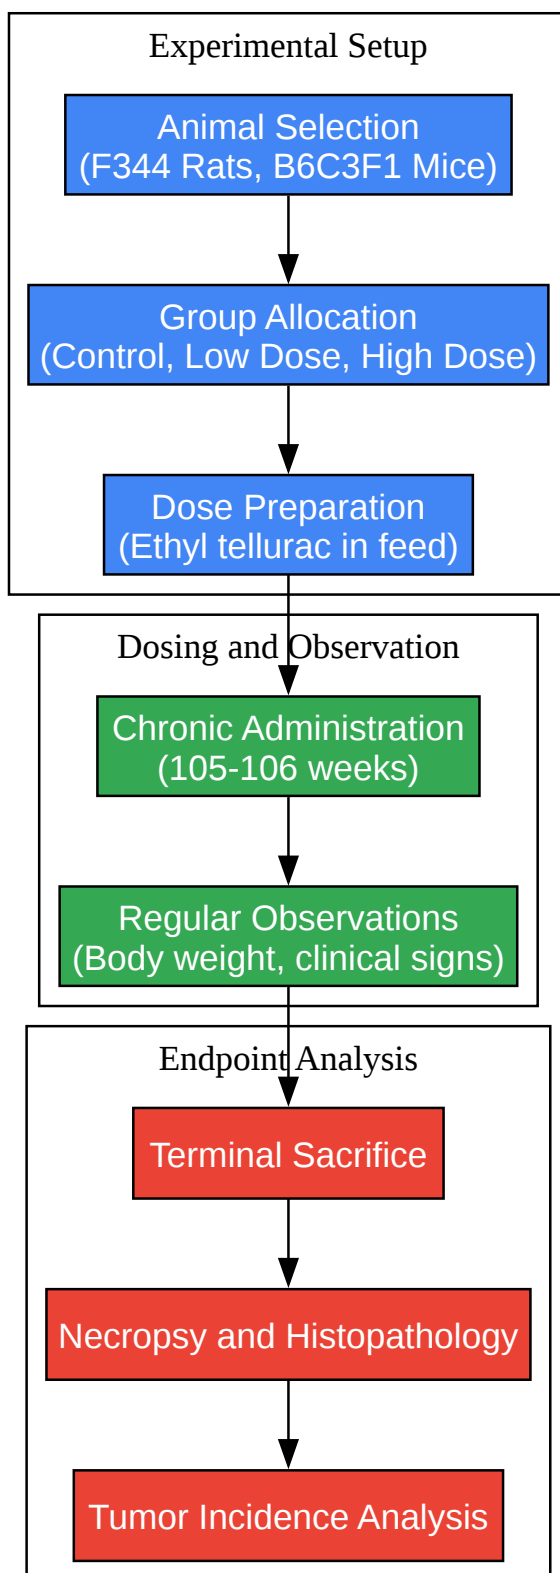 Experimental Setup
Animal Selection
(F344 Rats, B6C3F1 Mice)
Group Allocation
(Control, Low Dose, High Dose)
Dose Preparation
(Ethyl tellurac in feed)
Dosing and Observation
Chronic Administration
(105-106 weeks)
Regular Observations
(Body weight, clinical signs)
Endpoint Analysis
Terminal Sacrifice
Necropsy and Histopathology
Tumor Incidence Analysis